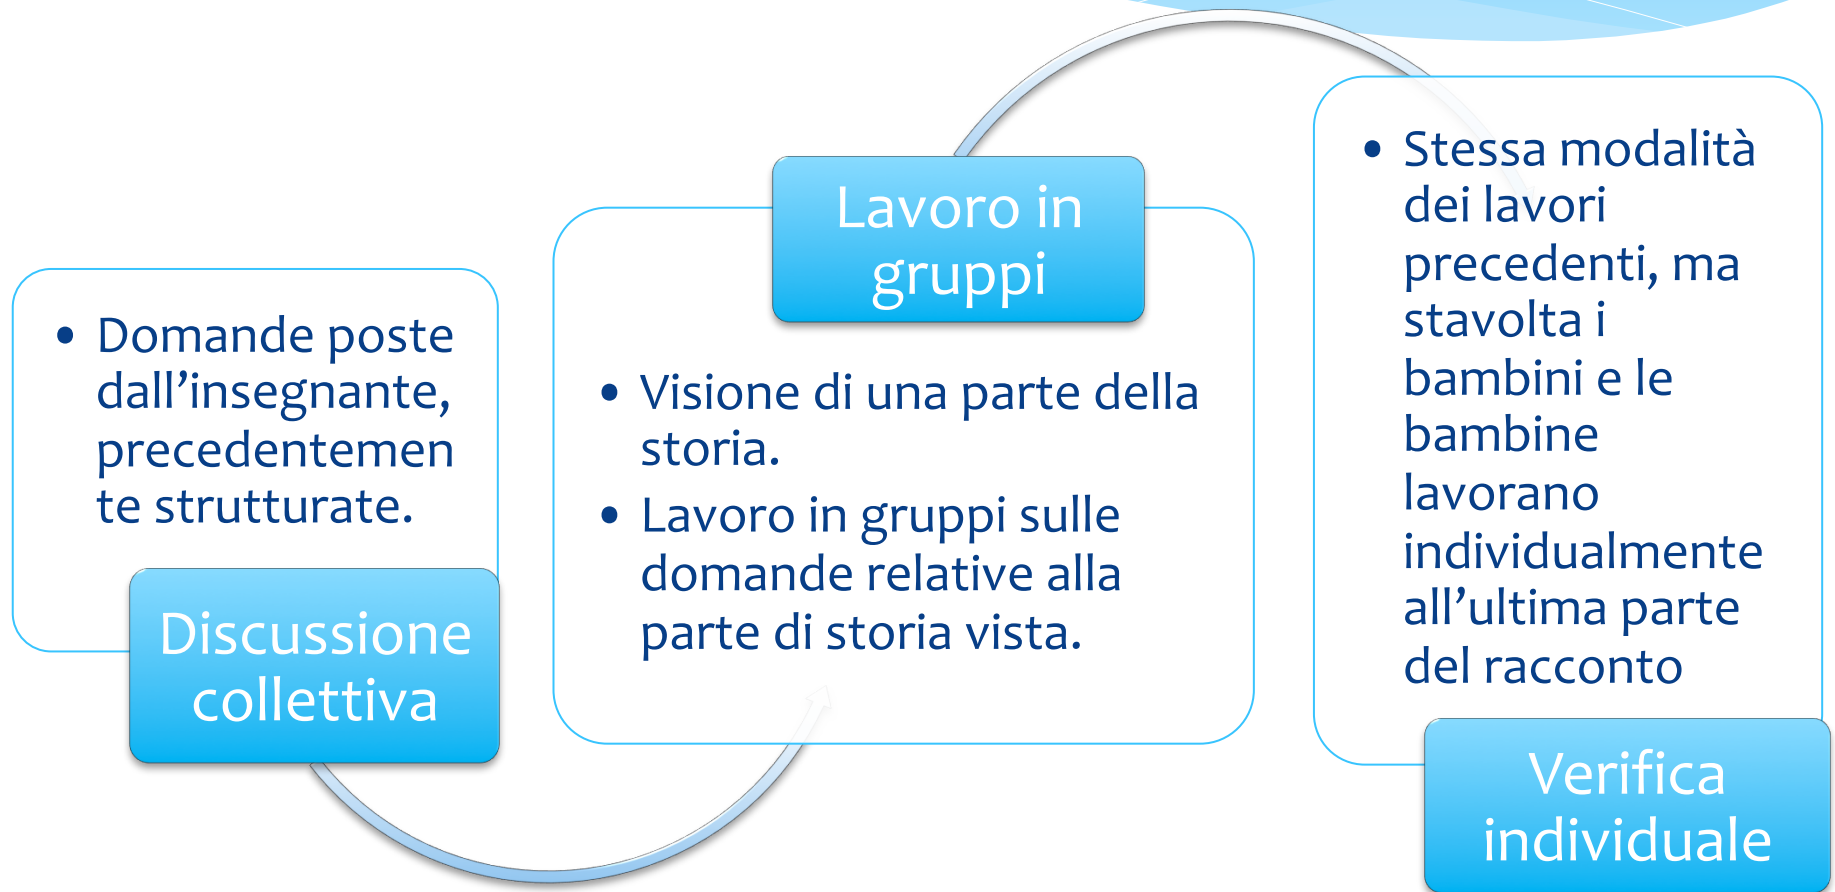 • Domande poste
dall’insegnante,
precedentemen
te strutturate.
Discussione
collettiva
Lavoro in
gruppi
• Visione di una parte della
storia.
• Lavoro in gruppi sulle
domande relative alla
parte di storia vista.
• Stessa modalità
dei lavori
precedenti, ma
stavolta i
bambini e le
bambine
lavorano
individualmente
all’ultima parte
del racconto
Verifica
individuale